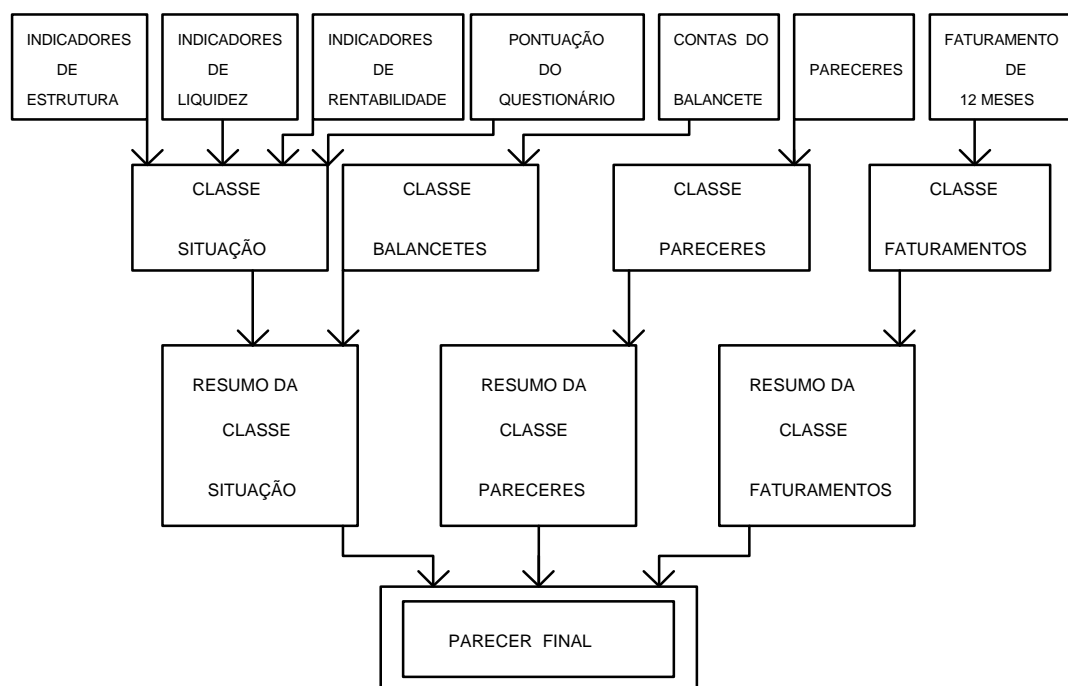 INDICADORES
DE
ESTRUTURA
INDICADORES
DE
LIQUIDEZ
INDICADORES
DE
RENTABILIDADE
PONTUAÇÃO
DO
QUESTIONÁRIO
CONTAS DO
BALANCETE
PARECERES
FATURAMENTO
DE
12 MESES
CLASSE
SITUAÇÃO
CLASSE
BALANCETES
CLASSE
PARECERES
CLASSE
FATURAMENTOS
RESUMO DA
CLASSE
SITUAÇÃO
RESUMO DA
CLASSE
PARECERES
RESUMO DA
CLASSE
FATURAMENTOS
PARECER FINAL